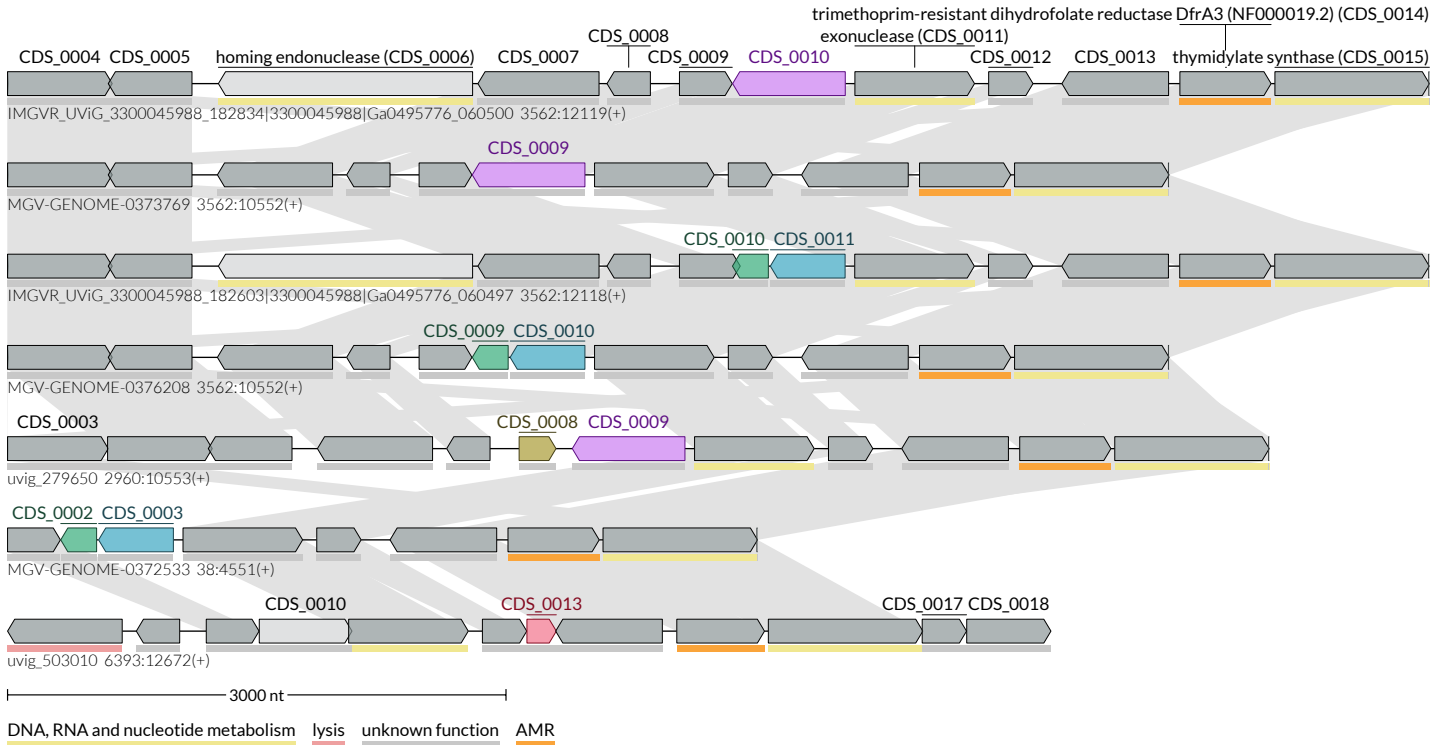 trimethoprim-resistant dihydrofolate reductase DfrA3 (NF000019.2) (CDS_0014)
CDS_0008 exonuclease (CDS_0011)
CDS_0004 CDS_0005 homing endonuclease (CDS_0006) CDS_0007 CDS_0009 CDS_0010 CDS_0012 CDS_0013 thymidylate synthase (CDS_0015)
IMGVR_UViG_3300045988_182834|3300045988|Ga0495776_060500 3562:12119(+)
CDS_0009
MGV-GENOME-0373769 3562:10552(+)
CDS_0010 CDS_0011
IMGVR_UViG_3300045988_182603|3300045988|Ga0495776_060497 3562:12118(+)
CDS_0009 CDS_0010
MGV-GENOME-0376208 3562:10552(+)
CDS_0003 CDS_0008 CDS_0009
uvig_279650 2960:10553(+)
CDS_0002 CDS_0003
MGV-GENOME-0372533 38:4551(+)
CDS_0010 CDS_0013 CDS_0017 CDS_0018
uvig_503010 6393:12672(+)
3000 nt
DNA, RNA and nucleotide metabolism lysis unknown function AMR